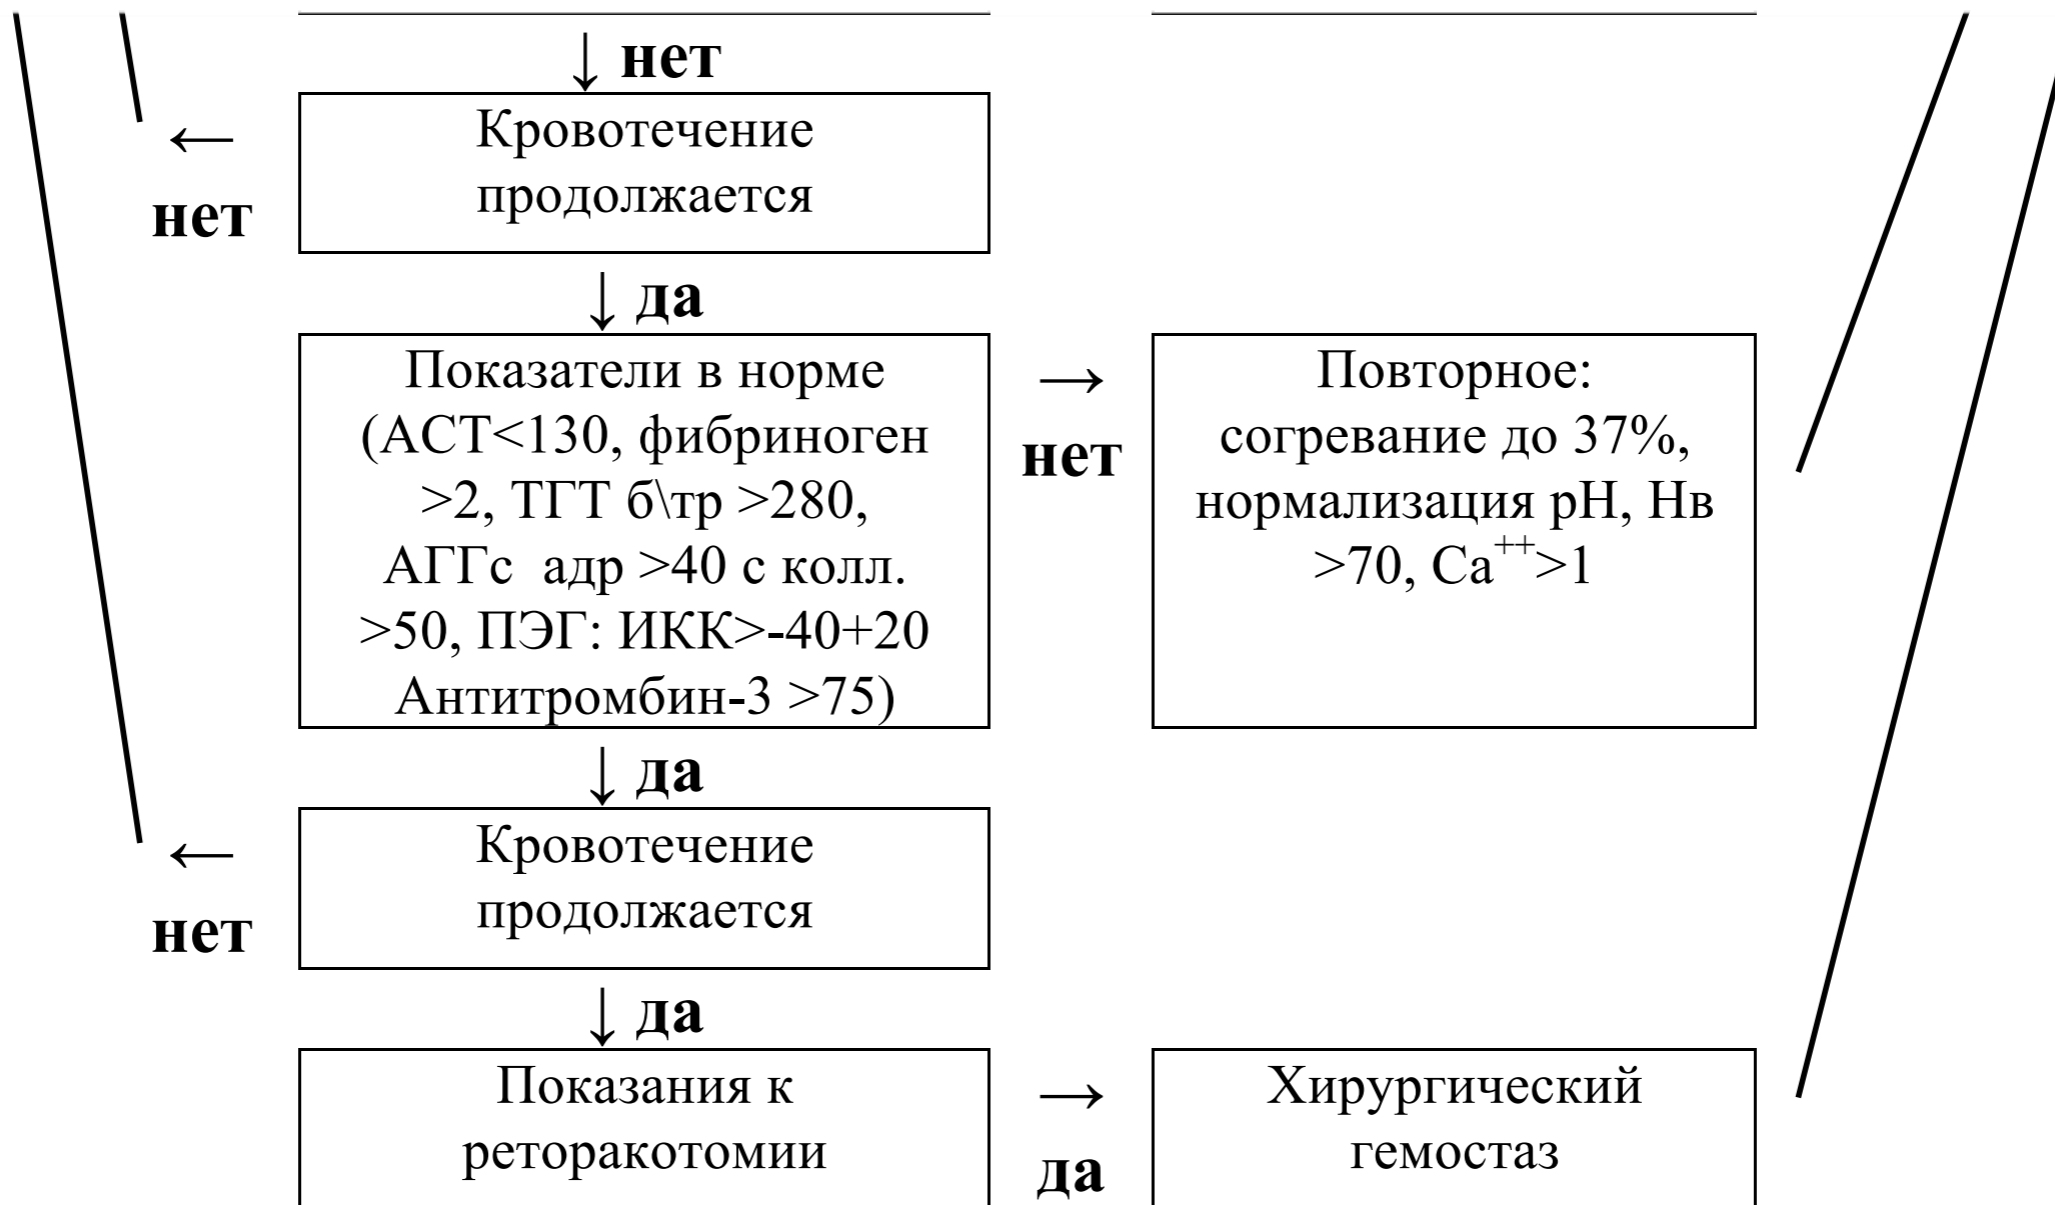 ↓ нет
Кровотечение
продолжается
←
нет
↓ да
Показатели в норме
(АСТ<130, фибриноген
>2, ТГТ б\тр >280,
АГГс адр >40 с колл.
>50, ПЭГ: ИКК>-40+20
Антитромбин-3 >75)
→
нет
Повторное:
согревание до 37%,
нормализация рН, Нв
>70, Ca⁺⁺>1
↓ да
Кровотечение
продолжается
←
нет
↓ да
Показания к
реторакотомии
→
да
Хирургический
гемостаз